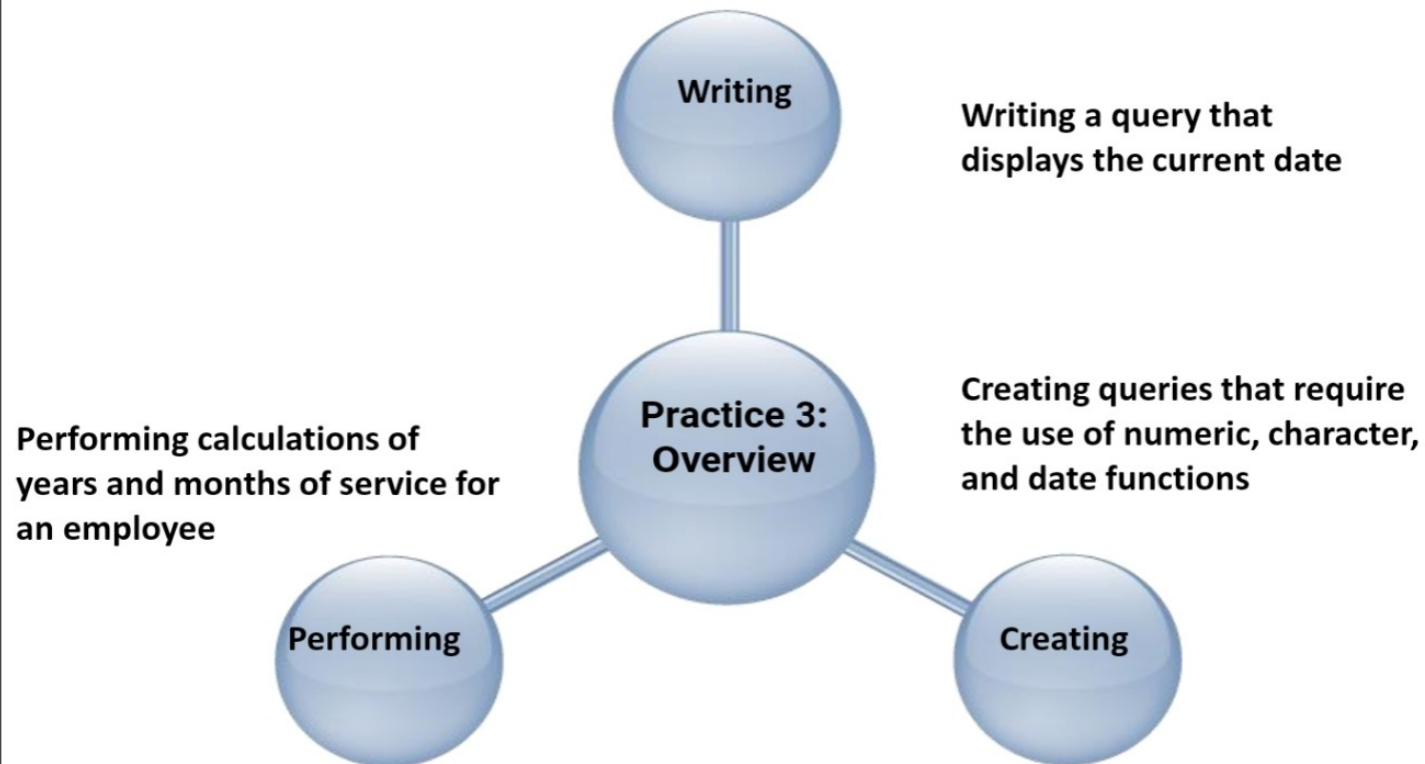 Writing
Writing a query that
displays the current date
Practice 3:
Overview
Creating queries that require
the use of numeric, character,
and date functions
Performing calculations of
years and months of service for
an employee
Performing
Creating